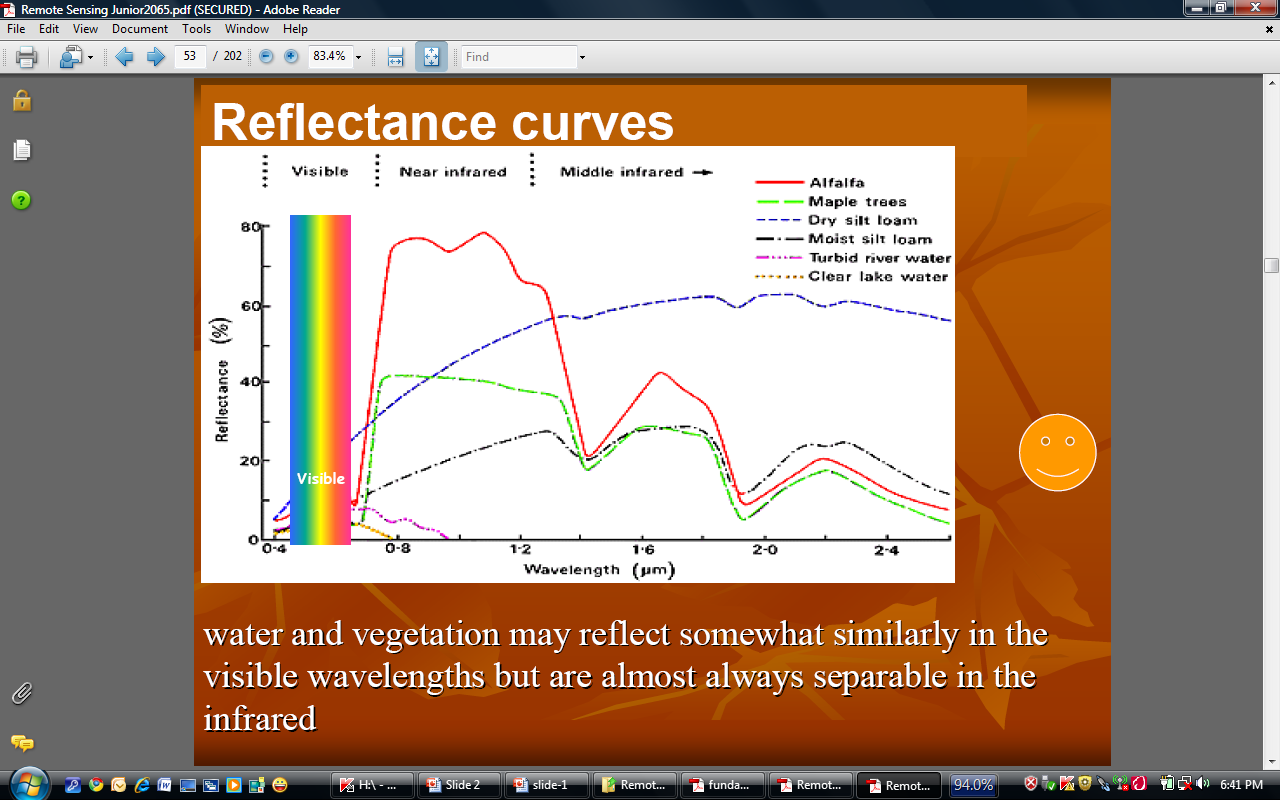 Remote Sensing Junior2065.pdf (SECURED) - Adobe Reader
File Edit View Document Tools Window Help
53 / 202 83.4% Find
Reflectance curves
Visible Near infrared Middle infrared
Alfalfa
Maple trees
Dry silt loam
Moist silt loam
Turbid river water
Clear lake water
80
60
40
20
0
Reflectance (%)
Visible
0·4 0·8 1·2 1·6 2·0 2·4
Wavelength (µm)
water and vegetation may reflect somewhat similarly in the
visible wavelengths but are almost always separable in the
infrared
H:\ - ... Slide 2 slide-1 Remot... funda... Remot... Remot... 94.0% 6:41 PM